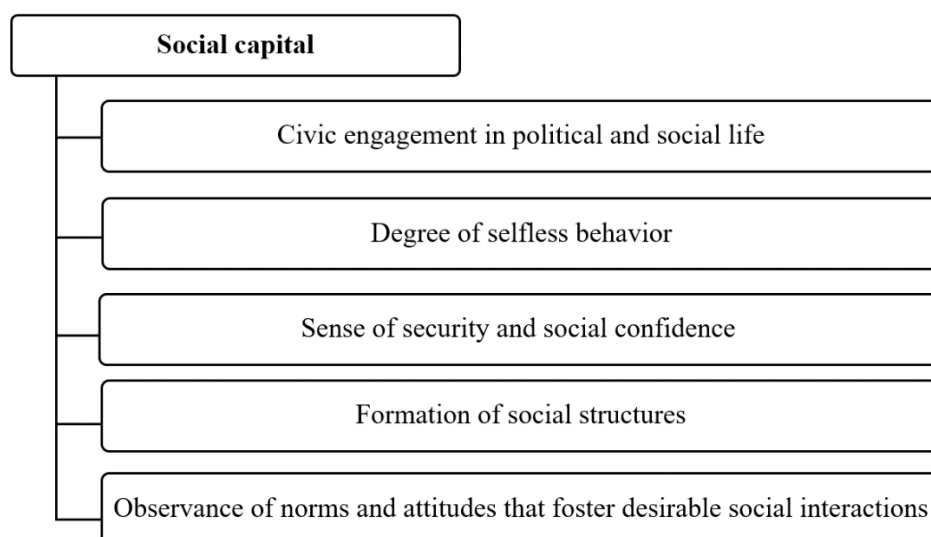 Social capital
Civic engagement in political and social life
Degree of selfless behavior
Sense of security and social confidence
Formation of social structures
Observance of norms and attitudes that foster desirable social interactions